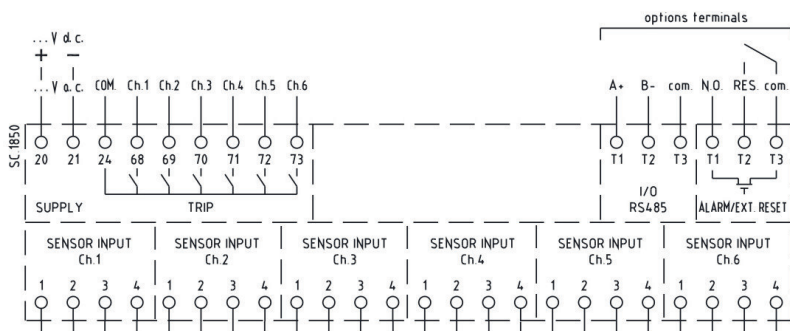 options terminals
...V d.c.
+ −
...V a.c. COM. Ch.1 Ch.2 Ch.3 Ch.4 Ch.5 Ch.6 A+ B- com. N.O. RES. com.
SC.1850
20 21 24 68 69 70 71 72 73 T1 T2 T3 T1 T2 T3
I/O
SUPPLY TRIP RS485 ALARM/EXT. RESET
SENSOR INPUT SENSOR INPUT SENSOR INPUT SENSOR INPUT SENSOR INPUT SENSOR INPUT
Ch.1 Ch.2 Ch.3 Ch.4 Ch.5 Ch.6
1 2 3 4 1 2 3 4 1 2 3 4 1 2 3 4 1 2 3 4 1 2 3 4